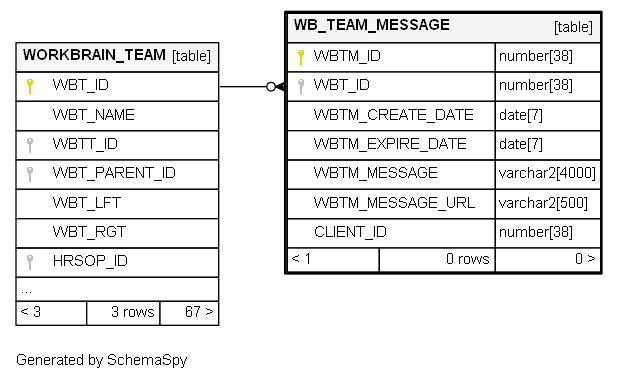 WORKBRAIN_TEAM [table]
WBT_ID
WBT_NAME
WBTT_ID
WBT_PARENT_ID
WBT_LFT
WBT_RGT
HRSOP_ID
...
< 3 3 rows 67 >
WB_TEAM_MESSAGE [table]
WBTM_ID number[38]
WBT_ID number[38]
WBTM_CREATE_DATE date[7]
WBTM_EXPIRE_DATE date[7]
WBTM_MESSAGE varchar2[4000]
WBTM_MESSAGE_URL varchar2[500]
CLIENT_ID number[38]
< 1 0 rows 0 >
Generated by SchemaSpy